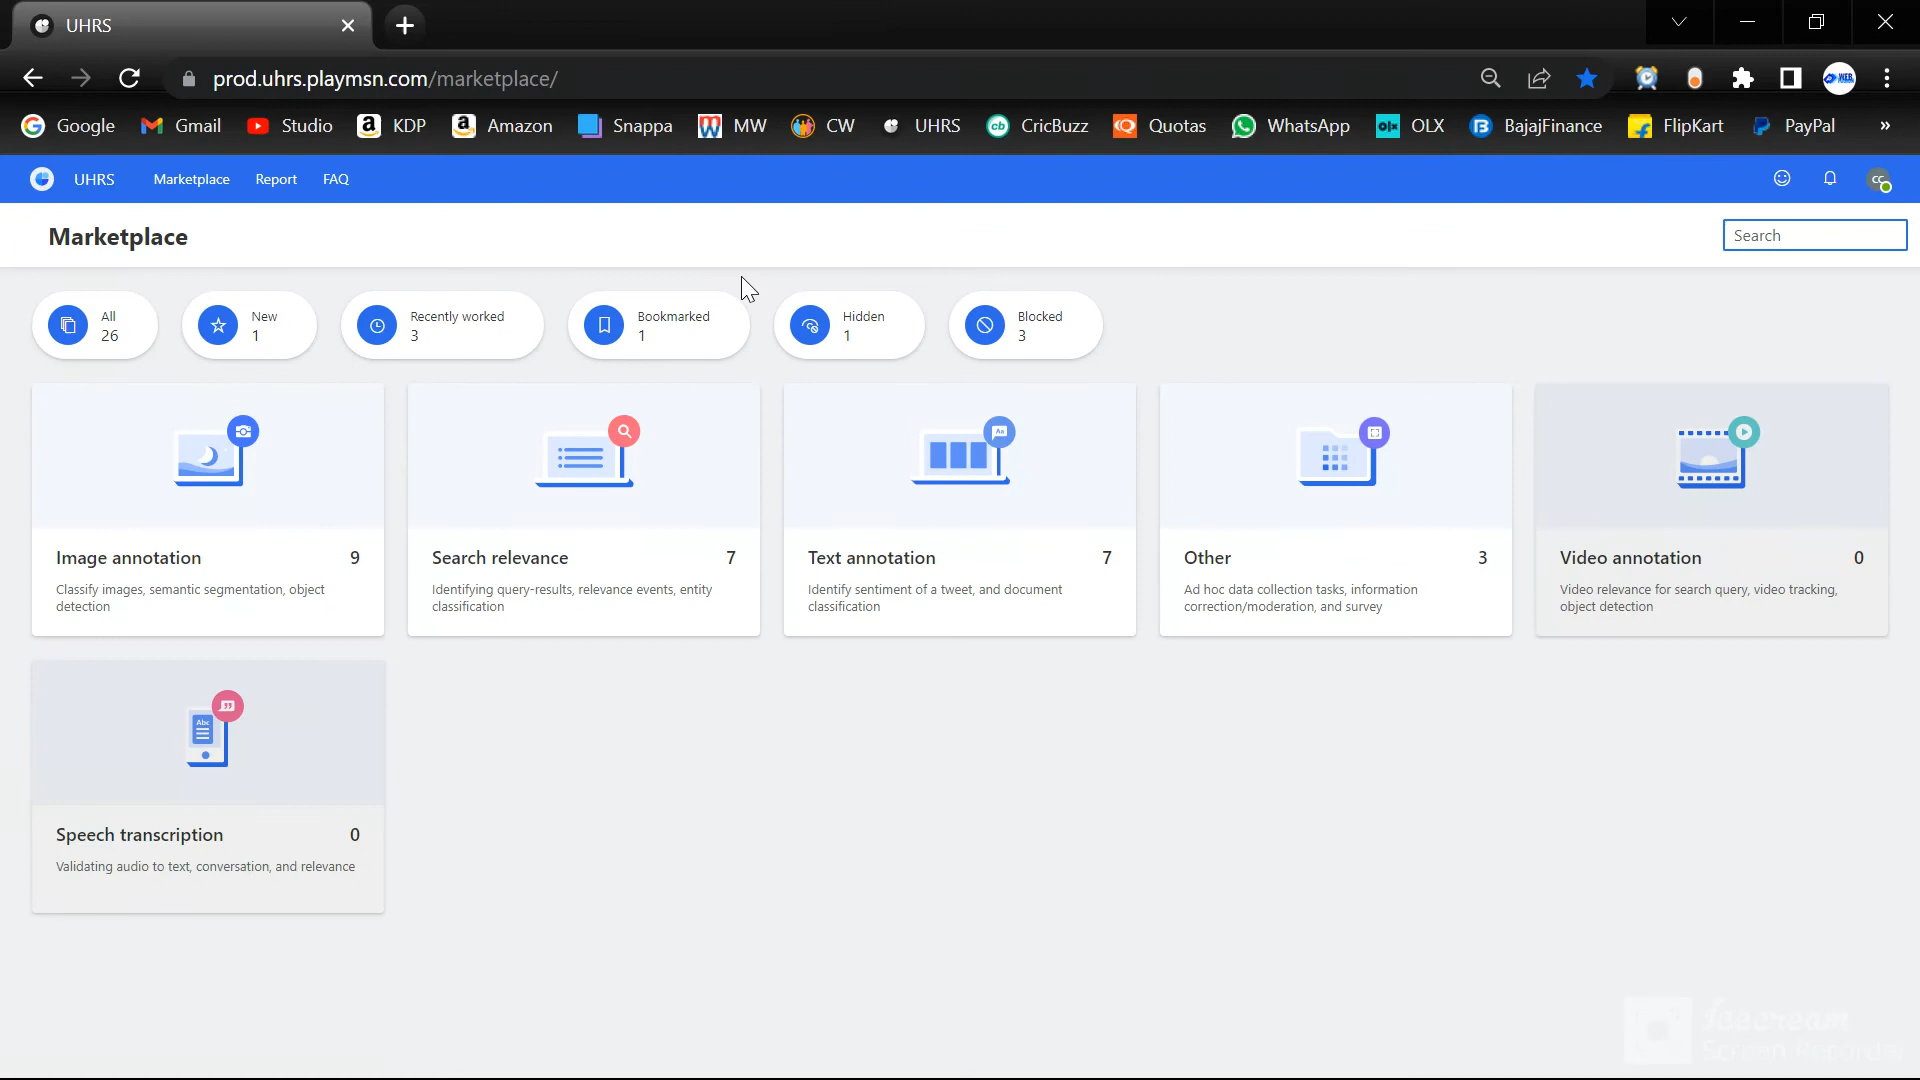 UHRS
prod.uhrs.playmsn.com/marketplace/
Google Gmail Studio KDP Amazon Snappa MW CW UHRS CricBuzz Quotas WhatsApp OLX BajajFinance FlipKart PayPal »
UHRS Marketplace Report FAQ CC
Marketplace
Search
All
26
New
1
Recently worked
3
Bookmarked
1
Hidden
1
Blocked
3
Image annotation 9
Classify images, semantic segmentation, object
detection
Search relevance 7
Identifying query-results, relevance events, entity
classification
Text annotation 7
Identify sentiment of a tweet, and document
classification
Other 3
Ad hoc data collection tasks, information
correction/moderation, and survey
Video annotation 0
Video relevance for search query, video tracking,
object detection
Abc
Speech transcription 0
Validating audio to text, conversation, and relevance
Icecream
Screen Recorder